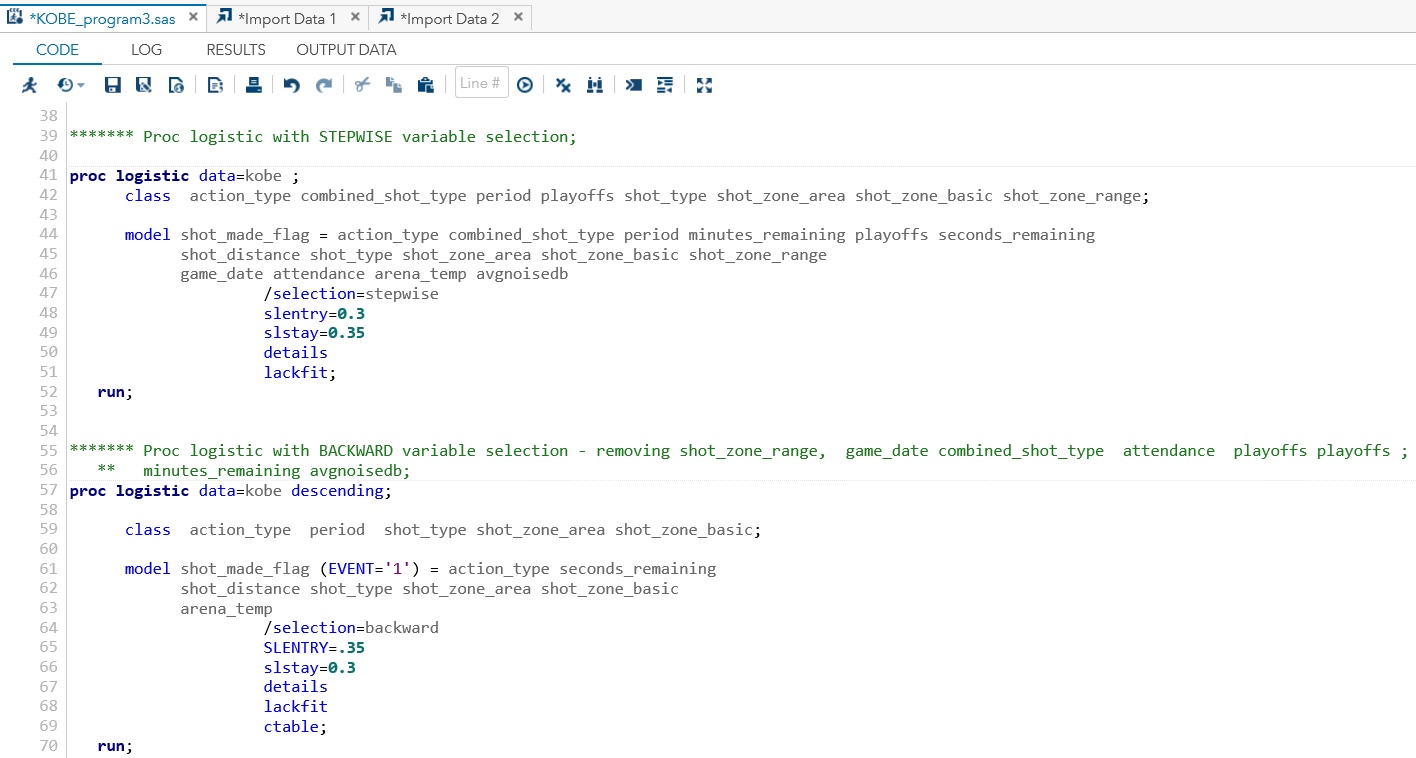 *KOBE_program3.sas × *Import Data 1 × *Import Data 2 ×
CODE LOG RESULTS OUTPUT DATA
Line #
38
39 ******* Proc logistic with STEPWISE variable selection;
40
41 proc logistic data=kobe ;
42 class action_type combined_shot_type period playoffs shot_type shot_zone_area shot_zone_basic shot_zone_range;
43
44 model shot_made_flag = action_type combined_shot_type period minutes_remaining playoffs seconds_remaining
45 shot_distance shot_type shot_zone_area shot_zone_basic shot_zone_range
46 game_date attendance arena_temp avgnoisedb
47 /selection=stepwise
48 slentry=0.3
49 slstay=0.35
50 details
51 lackfit;
52 run;
53
54
55 ******* Proc logistic with BACKWARD variable selection - removing shot_zone_range, game_date combined_shot_type attendance playoffs playoffs ;
56 ** minutes_remaining avgnoisedb;
57 proc logistic data=kobe descending;
58
59 class action_type period shot_type shot_zone_area shot_zone_basic;
60
61 model shot_made_flag (EVENT='1') = action_type seconds_remaining
62 shot_distance shot_type shot_zone_area shot_zone_basic
63 arena_temp
64 /selection=backward
65 SLENTRY=.35
66 slstay=0.3
67 details
68 lackfit
69 ctable;
70 run;